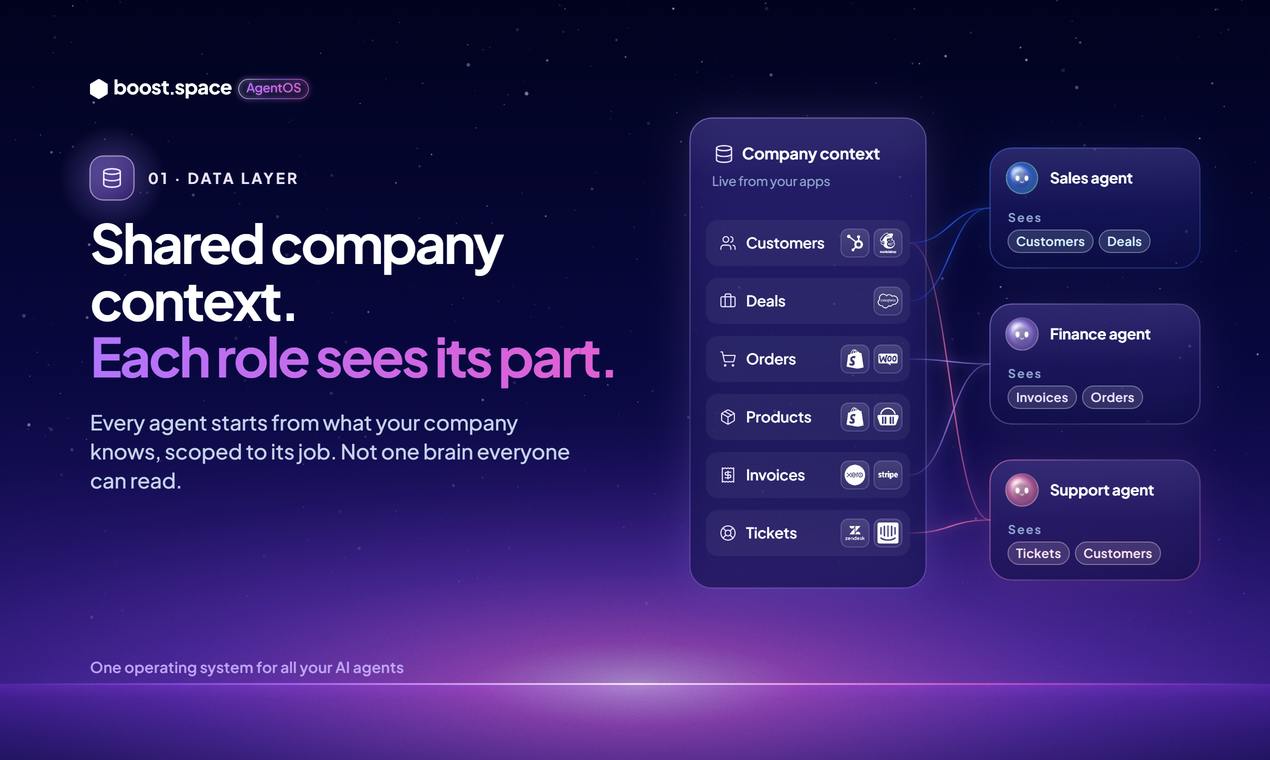 boost.space AgentOS
01 · DATA LAYER
Shared company
context.
Each role sees its part.
Every agent starts from what your company
knows, scoped to its job. Not one brain everyone
can read.
One operating system for all your AI agents
Company context
Live from your apps
Customers
Deals
Orders
WOO
Products
Invoices
xero
stripe
Tickets
zendesk
Sales agent
Sees
Customers Deals
Finance agent
Sees
Invoices Orders
Support agent
Sees
Tickets Customers